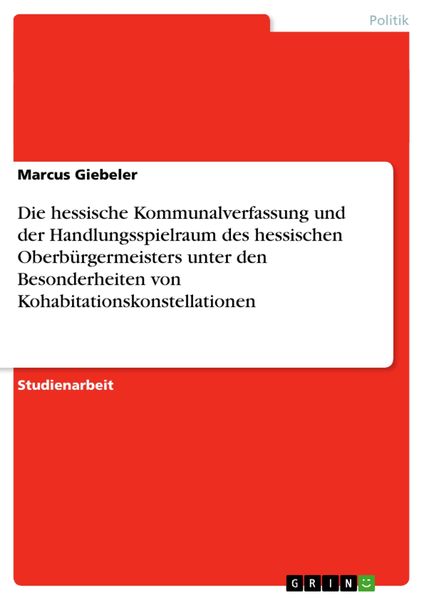 Politik
Marcus Giebeler
Die hessische Kommunalverfassung und
der Handlungsspielraum des hessischen
Oberbürgermeisters unter den
Besonderheiten von
Kohabitationskonstellationen
Studienarbeit
GRIN